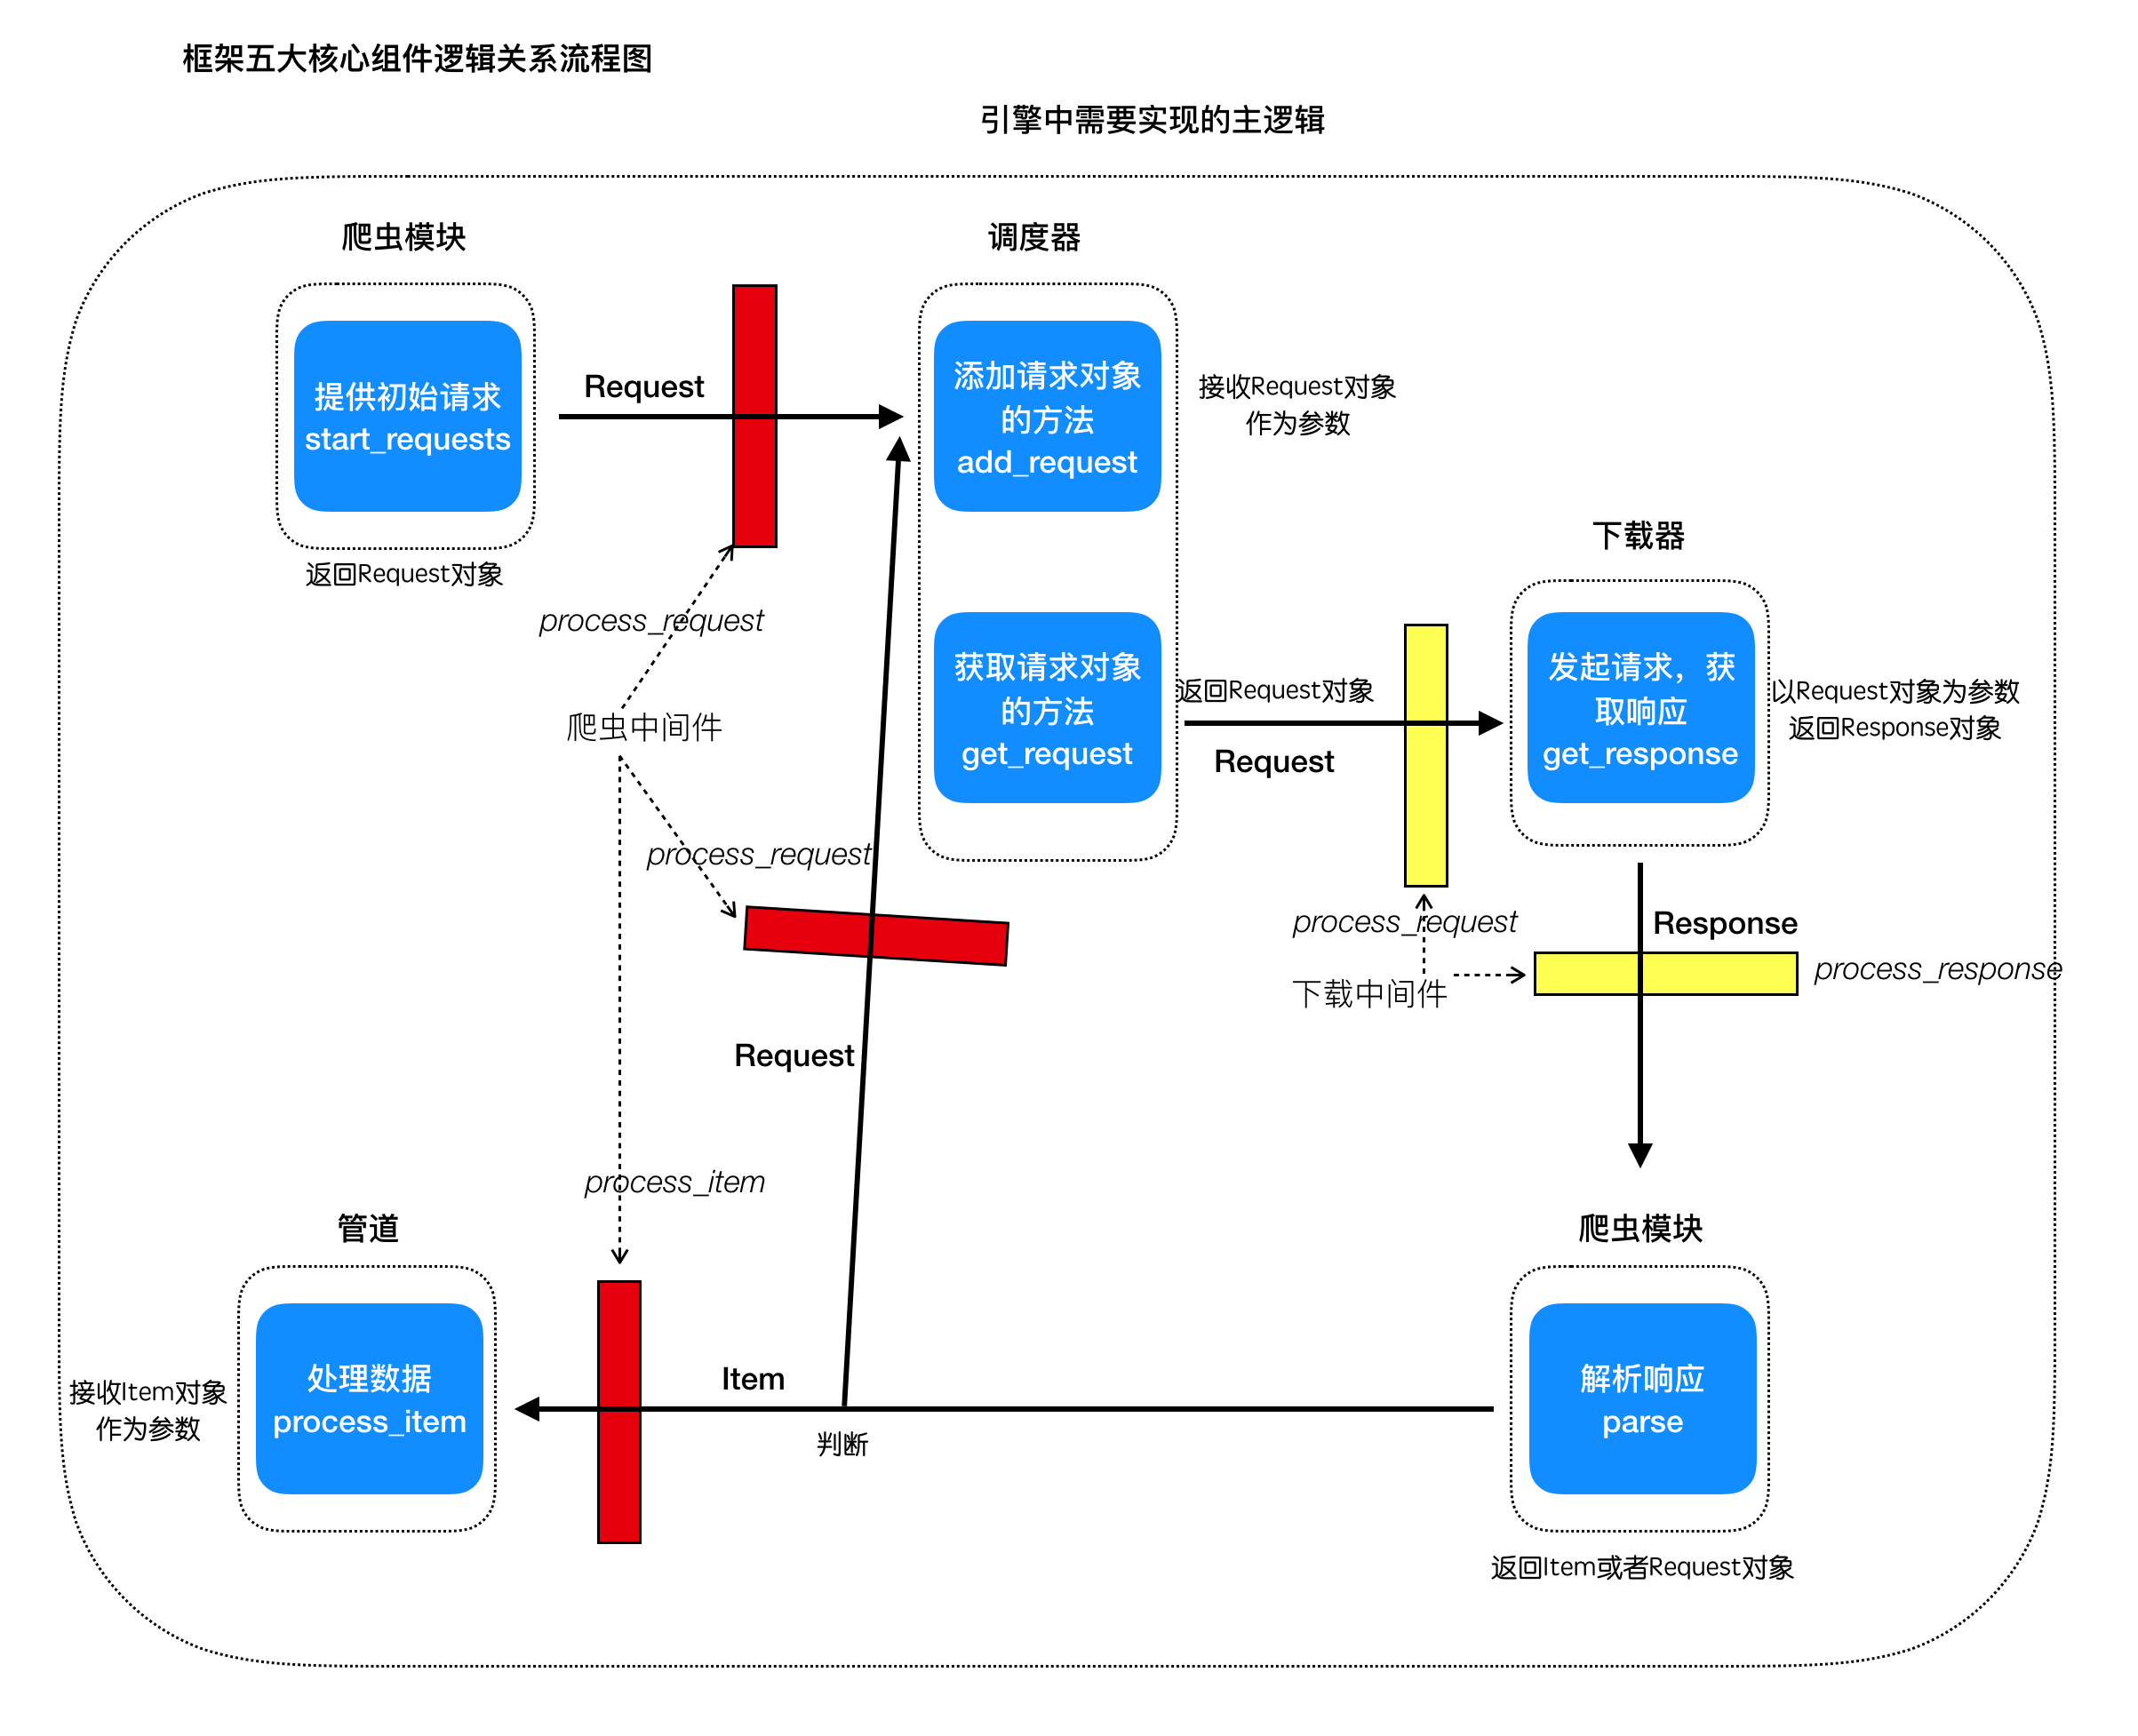 框架五大核心组件逻辑关系流程图
引擎中需要实现的主逻辑
爬虫模块
调度器
提供初始请求
start_requests
返回Request对象
Request
添加请求对象
的方法
add_request
接收Request对象
作为参数
process_request
爬虫中间件
process_request
获取请求对象
的方法
get_request
返回Request对象
Request
下载器
发起请求，获
取响应
get_response
以Request对象为参数
返回Response对象
process_request
下载中间件
Response
process_response
Request
process_item
管道
处理数据
process_item
接收Item对象
作为参数
Item
判断
爬虫模块
解析响应
parse
返回Item或者Request对象